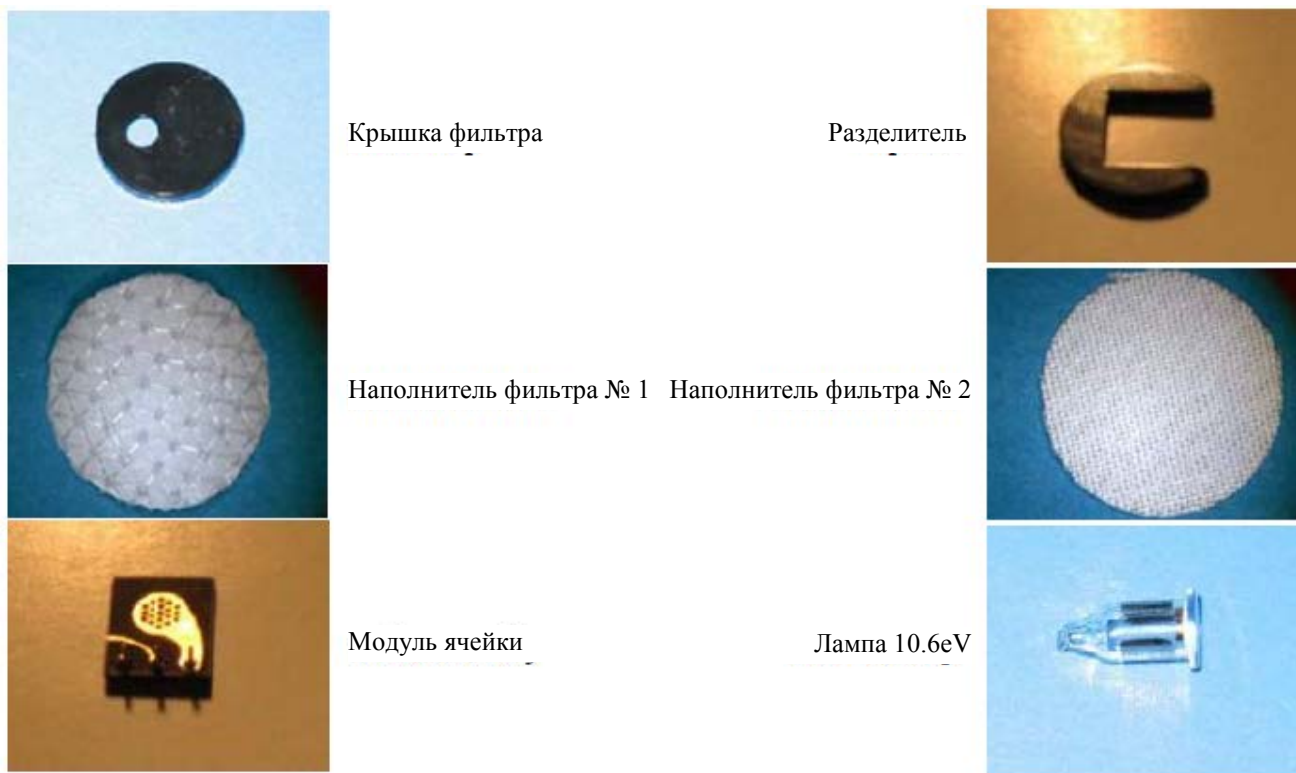 Крышка фильтра
Разделитель
Наполнитель фильтра № 1
Наполнитель фильтра № 2
Модуль ячейки
Лампа 10.6eV